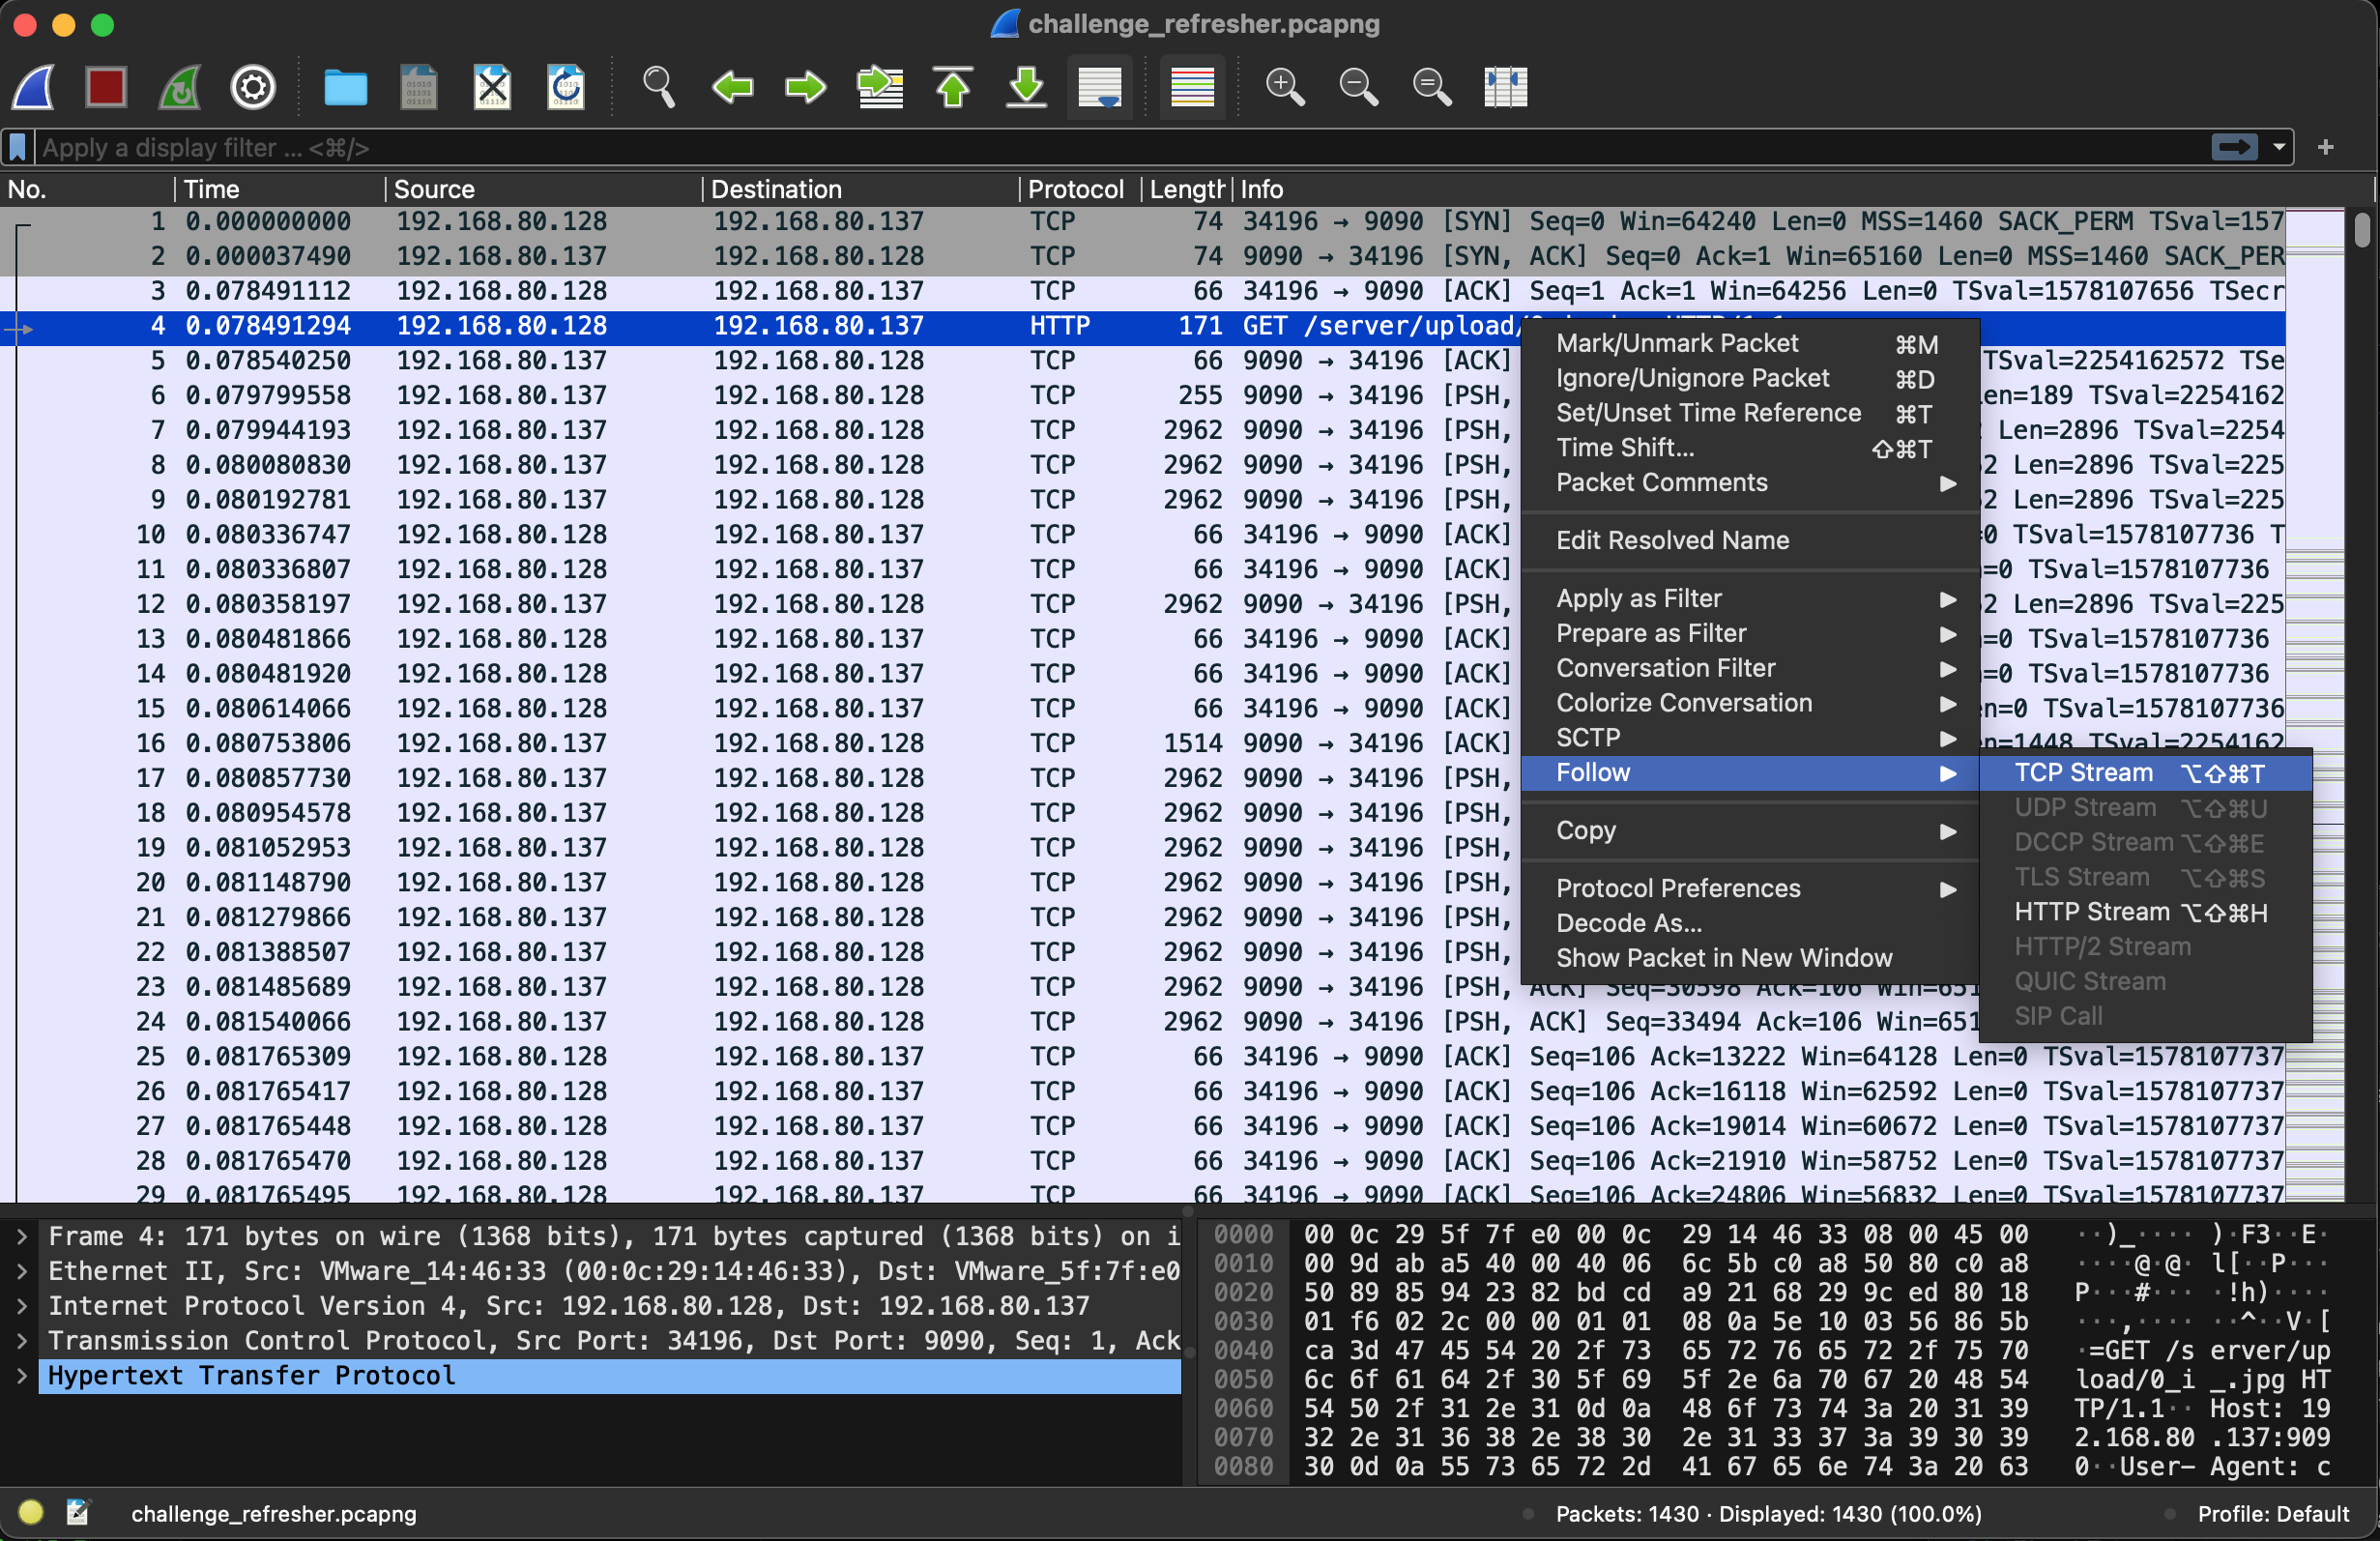 challenge_refresher.pcapng
Apply a display filter ... <⌘/>
No. Time Source Destination Protocol Length Info
1 0.000000000 192.168.80.128 192.168.80.137 TCP 74 34196 → 9090 [SYN] Seq=0 Win=64240 Len=0 MSS=1460 SACK_PERM TSval=157
2 0.000037490 192.168.80.137 192.168.80.128 TCP 74 9090 → 34196 [SYN, ACK] Seq=0 Ack=1 Win=65160 Len=0 MSS=1460 SACK_PER
3 0.078491112 192.168.80.128 192.168.80.137 TCP 66 34196 → 9090 [ACK] Seq=1 Ack=1 Win=64256 Len=0 TSval=1578107656 TSecr
4 0.078491294 192.168.80.128 192.168.80.137 HTTP 171 GET /server/upload/
5 0.078540250 192.168.80.137 192.168.80.128 TCP 66 9090 → 34196 [ACK] TSval=2254162572 TSe
6 0.079799558 192.168.80.137 192.168.80.128 TCP 255 9090 → 34196 [PSH, en=189 TSval=2254162
7 0.079944193 192.168.80.137 192.168.80.128 TCP 2962 9090 → 34196 [PSH, Len=2896 TSval=2254
8 0.080080830 192.168.80.137 192.168.80.128 TCP 2962 9090 → 34196 [PSH, 2 Len=2896 TSval=225
9 0.080192781 192.168.80.137 192.168.80.128 TCP 2962 9090 → 34196 [PSH, 2 Len=2896 TSval=225
10 0.080336747 192.168.80.128 192.168.80.137 TCP 66 34196 → 9090 [ACK] =0 TSval=1578107736 T
11 0.080336807 192.168.80.128 192.168.80.137 TCP 66 34196 → 9090 [ACK] =0 TSval=1578107736
12 0.080358197 192.168.80.137 192.168.80.128 TCP 2962 9090 → 34196 [PSH, 2 Len=2896 TSval=225
13 0.080481866 192.168.80.128 192.168.80.137 TCP 66 34196 → 9090 [ACK] =0 TSval=1578107736
14 0.080481920 192.168.80.128 192.168.80.137 TCP 66 34196 → 9090 [ACK] =0 TSval=1578107736
15 0.080614066 192.168.80.128 192.168.80.137 TCP 66 34196 → 9090 [ACK] n=0 TSval=1578107736
16 0.080753806 192.168.80.137 192.168.80.128 TCP 1514 9090 → 34196 [ACK] n=1448 TSval=2254162
17 0.080857730 192.168.80.137 192.168.80.128 TCP 2962 9090 → 34196 [PSH,
18 0.080954578 192.168.80.137 192.168.80.128 TCP 2962 9090 → 34196 [PSH,
19 0.081052953 192.168.80.137 192.168.80.128 TCP 2962 9090 → 34196 [PSH,
20 0.081148790 192.168.80.137 192.168.80.128 TCP 2962 9090 → 34196 [PSH,
21 0.081279866 192.168.80.137 192.168.80.128 TCP 2962 9090 → 34196 [PSH,
22 0.081388507 192.168.80.137 192.168.80.128 TCP 2962 9090 → 34196 [PSH,
23 0.081485689 192.168.80.137 192.168.80.128 TCP 2962 9090 → 34196 [PSH, ACK] Seq=30598 Ack=106 Win=651
24 0.081540066 192.168.80.137 192.168.80.128 TCP 2962 9090 → 34196 [PSH, ACK] Seq=33494 Ack=106 Win=651
25 0.081765309 192.168.80.128 192.168.80.137 TCP 66 34196 → 9090 [ACK] Seq=106 Ack=13222 Win=64128 Len=0 TSval=1578107737
26 0.081765417 192.168.80.128 192.168.80.137 TCP 66 34196 → 9090 [ACK] Seq=106 Ack=16118 Win=62592 Len=0 TSval=1578107737
27 0.081765448 192.168.80.128 192.168.80.137 TCP 66 34196 → 9090 [ACK] Seq=106 Ack=19014 Win=60672 Len=0 TSval=1578107737
28 0.081765470 192.168.80.128 192.168.80.137 TCP 66 34196 → 9090 [ACK] Seq=106 Ack=21910 Win=58752 Len=0 TSval=1578107737
29 0.081765495 192.168.80.128 192.168.80.137 TCP 66 34196 → 9090 [ACK] Seq=106 Ack=24806 Win=56832 Len=0 TSval=1578107737
Mark/Unmark Packet ⌘M
Ignore/Unignore Packet ⌘D
Set/Unset Time Reference ⌘T
Time Shift... ⇧⌘T
Packet Comments ▶
Edit Resolved Name
Apply as Filter ▶
Prepare as Filter ▶
Conversation Filter ▶
Colorize Conversation ▶
SCTP ▶
Follow ▶
Copy ▶
Protocol Preferences ▶
Decode As...
Show Packet in New Window
TCP Stream ⌥⇧⌘T
UDP Stream ⌥⇧⌘U
DCCP Stream ⌥⇧⌘E
TLS Stream ⌥⇧⌘S
HTTP Stream ⌥⇧⌘H
HTTP/2 Stream
QUIC Stream
SIP Call
Frame 4: 171 bytes on wire (1368 bits), 171 bytes captured (1368 bits) on i
Ethernet II, Src: VMware_14:46:33 (00:0c:29:14:46:33), Dst: VMware_5f:7f:e0
Internet Protocol Version 4, Src: 192.168.80.128, Dst: 192.168.80.137
Transmission Control Protocol, Src Port: 34196, Dst Port: 9090, Seq: 1, Ack
Hypertext Transfer Protocol
0000 00 0c 29 5f 7f e0 00 0c 29 14 46 33 08 00 45 00 ··)_···· )·F3··E·
0010 00 9d ab a5 40 00 40 06 6c 5b c0 a8 50 80 c0 a8 ····@·@· l[··P···
0020 50 89 85 94 23 82 bd cd a9 21 68 29 9c ed 80 18 P···#··· ·!h)····
0030 01 f6 02 2c 00 00 01 01 08 0a 5e 10 03 56 86 5b ···,···· ··^··V·[
0040 ca 3d 47 45 54 20 2f 73 65 72 76 65 72 2f 75 70 ·=GET /s erver/up
0050 6c 6f 61 64 2f 30 5f 69 5f 2e 6a 70 67 20 48 54 load/0_i _.jpg HT
0060 54 50 2f 31 2e 31 0d 0a 48 6f 73 74 3a 20 31 39 TP/1.1·· Host: 19
0070 32 2e 31 36 38 2e 38 30 2e 31 33 37 3a 39 30 39 2.168.80 .137:909
0080 30 0d 0a 55 73 65 72 2d 41 67 65 6e 74 3a 20 63 0··User- Agent: c
challenge_refresher.pcapng
Packets: 1430 · Displayed: 1430 (100.0%)
Profile: Default